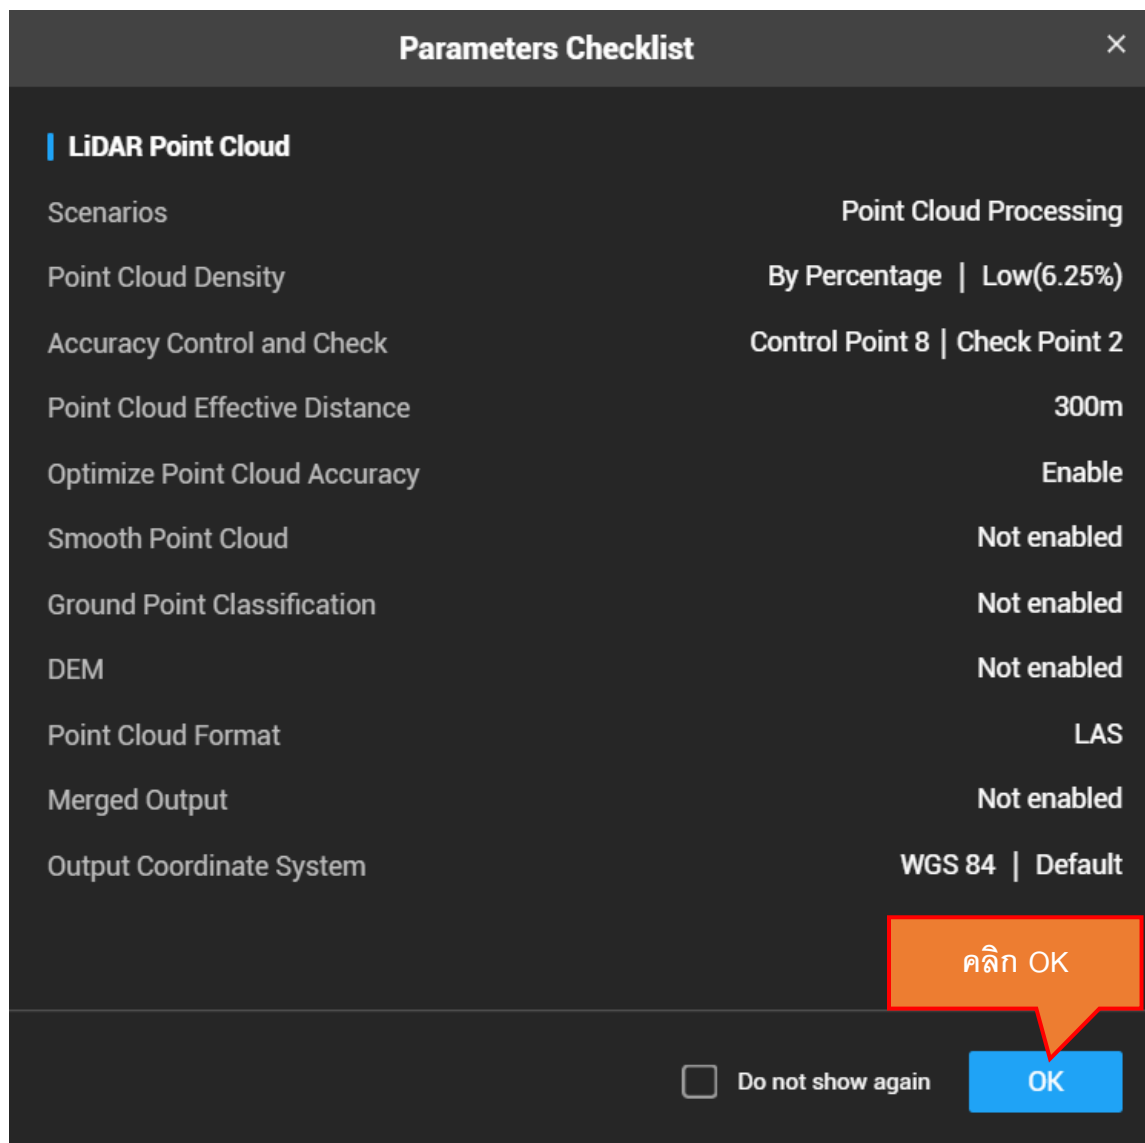 Parameters Checklist
LiDAR Point Cloud
Scenarios Point Cloud Processing
Point Cloud Density By Percentage | Low(6.25%)
Accuracy Control and Check Control Point 8 | Check Point 2
Point Cloud Effective Distance 300m
Optimize Point Cloud Accuracy Enable
Smooth Point Cloud Not enabled
Ground Point Classification Not enabled
DEM Not enabled
Point Cloud Format LAS
Merged Output Not enabled
Output Coordinate System WGS 84 | Default
คลิก OK
Do not show again OK